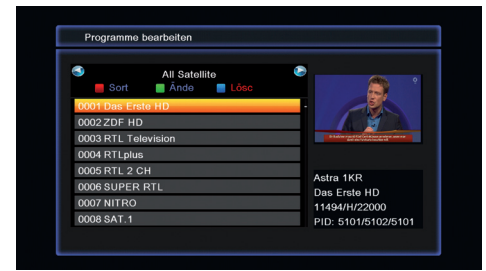 Programme bearbeiten
All Satellite
Sort Ände Lösc
0001 Das Erste HD
0002 ZDF HD
0003 RTL Television
0004 RTLplus
0005 RTL 2 CH
0006 SUPER RTL
0007 NITRO
0008 SAT.1
Astra 1KR
Das Erste HD
11494/H/22000
PID: 5101/5102/5101